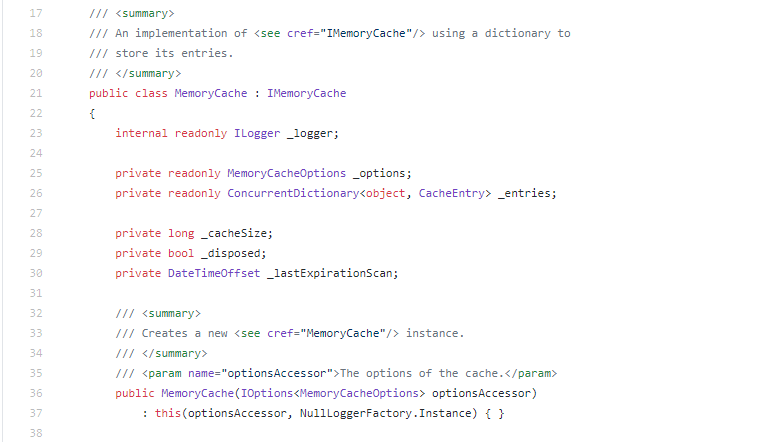 17 /// <summary>
18 /// An implementation of <see cref="IMemoryCache"/> using a dictionary to
19 /// store its entries.
20 /// </summary>
21 public class MemoryCache : IMemoryCache
22 {
23 internal readonly ILogger _logger;
24
25 private readonly MemoryCacheOptions _options;
26 private readonly ConcurrentDictionary<object, CacheEntry> _entries;
27
28 private long _cacheSize;
29 private bool _disposed;
30 private DateTimeOffset _lastExpirationScan;
31
32 /// <summary>
33 /// Creates a new <see cref="MemoryCache"/> instance.
34 /// </summary>
35 /// <param name="optionsAccessor">The options of the cache.</param>
36 public MemoryCache(IOptions<MemoryCacheOptions> optionsAccessor)
37 : this(optionsAccessor, NullLoggerFactory.Instance) { }
38